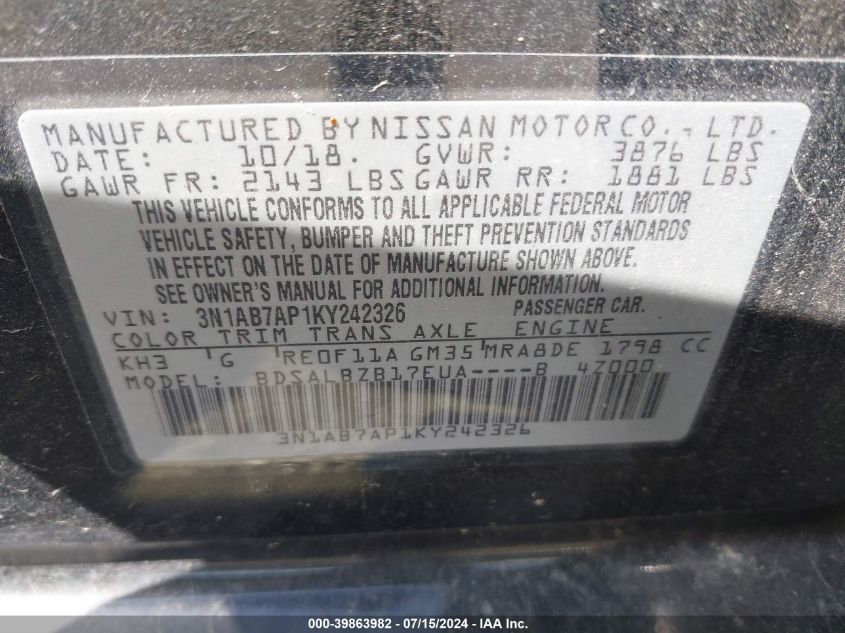 MANUFACTURED BY NISSAN MOTOR CO., LTD.
DATE: 10/18. GVWR: 3876 LBS
GAWR FR: 2143 LBS GAWR RR: 1881 LBS
THIS VEHICLE CONFORMS TO ALL APPLICABLE FEDERAL MOTOR
VEHICLE SAFETY, BUMPER AND THEFT PREVENTION STANDARDS
IN EFFECT ON THE DATE OF MANUFACTURE SHOWN ABOVE.
SEE OWNER'S MANUAL FOR ADDITIONAL INFORMATION.
VIN: 3N1AB7AP1KY242326 PASSENGER CAR.
COLOR TRIM TRANS AXLE ENGINE
KH3 G RE0F11A GM35 MRA8DE 1798 CC
MODEL: BDSALBZB17EUA----B 4Z000
3N1AB7AP1KY242326
000-39863982 / 07/15/2024 - IAA Inc.